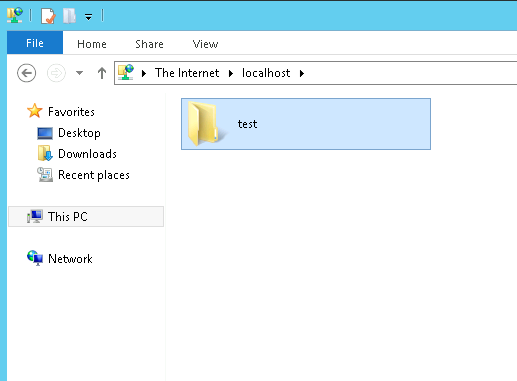 File Home Share View
The Internet localhost
Favorites
Desktop
Downloads
Recent places
This PC
Network
test